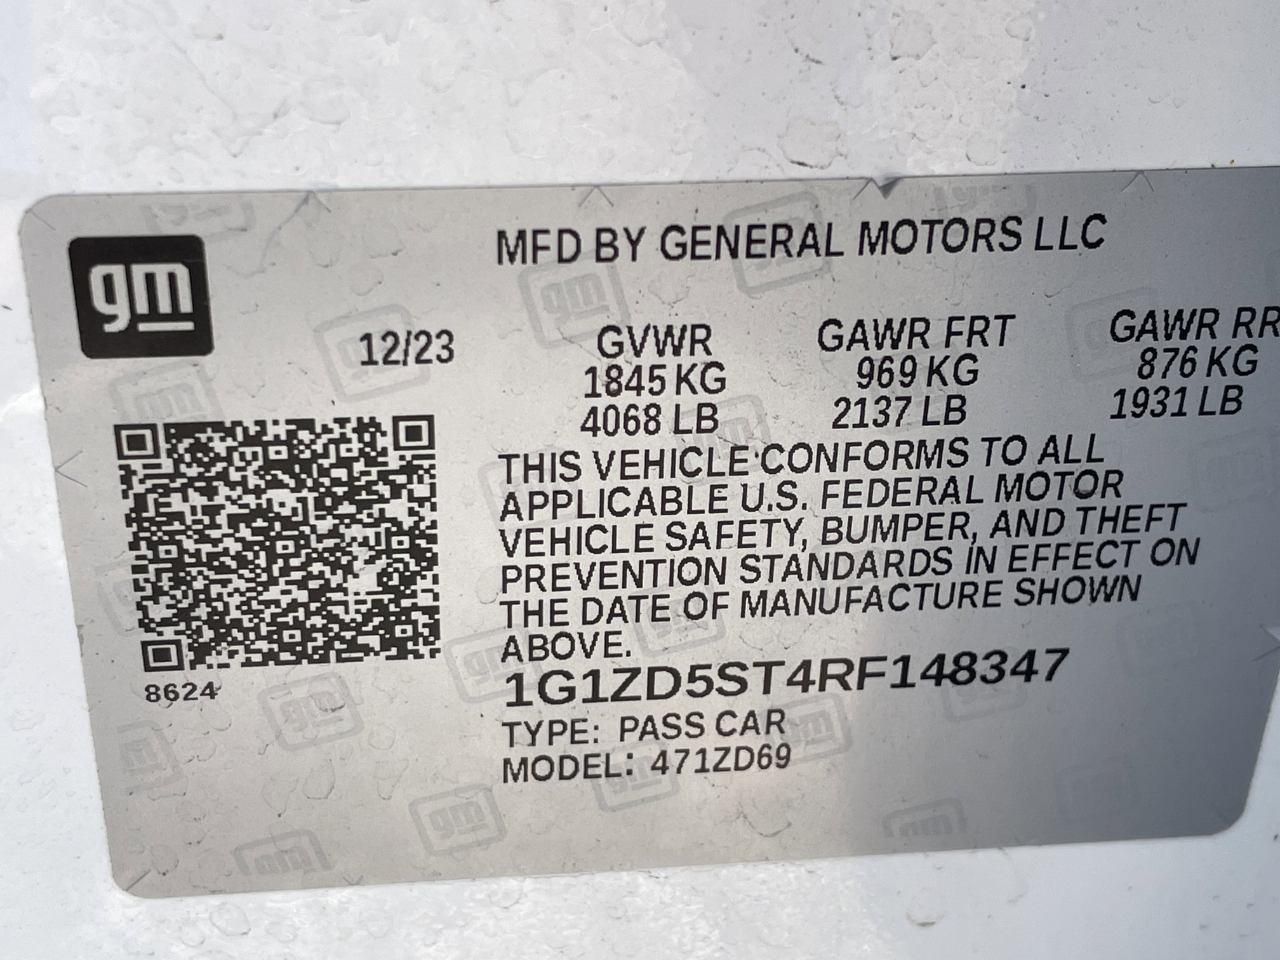 gm
MFD BY GENERAL MOTORS LLC
12/23
GVWR GAWR FRT GAWR RR
1845 KG 969 KG 876 KG
4068 LB 2137 LB 1931 LB
THIS VEHICLE CONFORMS TO ALL
APPLICABLE U.S. FEDERAL MOTOR
VEHICLE SAFETY, BUMPER, AND THEFT
PREVENTION STANDARDS IN EFFECT ON
THE DATE OF MANUFACTURE SHOWN
ABOVE.
8624
1G1ZD5ST4RF148347
TYPE: PASS CAR
MODEL: 471ZD69